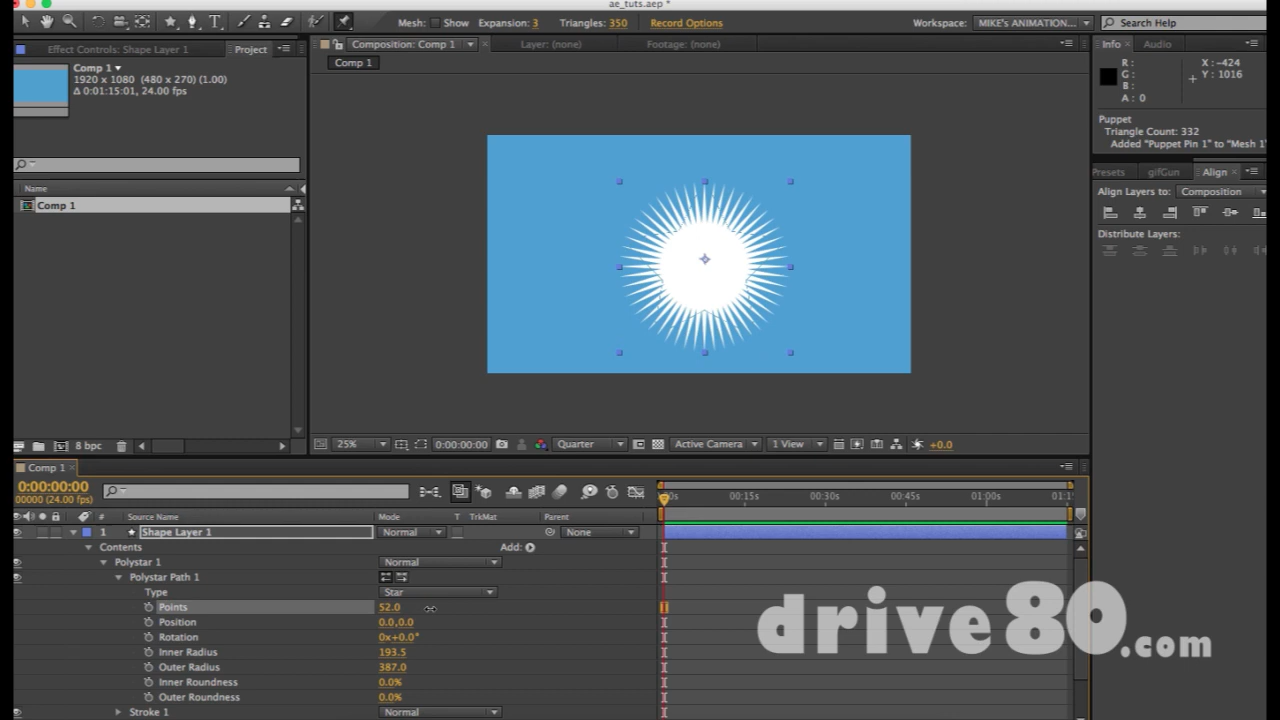 ae_tuts.aep *
Mesh: Show Expansion: 3 Triangles: 350 Record Options
Workspace: MIKE's ANIMATION... Search Help
Effect Controls: Shape Layer 1 Project
Comp 1
1920 x 1080 (480 x 270) (1.00)
Δ 0:01:15:01, 24.00 fps
Name
Comp 1
8 bpc
Composition: Comp 1 Layer: (none) Footage: (none)
Comp 1
25% 0:00:00:00 Quarter Active Camera 1 View +0.0
Info Audio
R: X: -424
G: Y: 1016
B:
A: 0
Puppet
Triangle Count: 332
Added "Puppet Pin 1" to "Mesh 1
Presets gifGun Align
Align Layers to: Composition
Distribute Layers:
Comp 1
0:00:00:00
00000 (24.00 fps)
00s 00:15s 00:30s 00:45s 01:00s 01:1
# Source Name Mode T TrkMat Parent
1 Shape Layer 1 Normal None
Contents Add:
Polystar 1 Normal
Polystar Path 1
Type Star
Points 52.0
Position 0.0,0.0
Rotation 0x+0.0°
Inner Radius 193.5
Outer Radius 387.0
Inner Roundness 0.0%
Outer Roundness 0.0%
Stroke 1 Normal
drive80.com